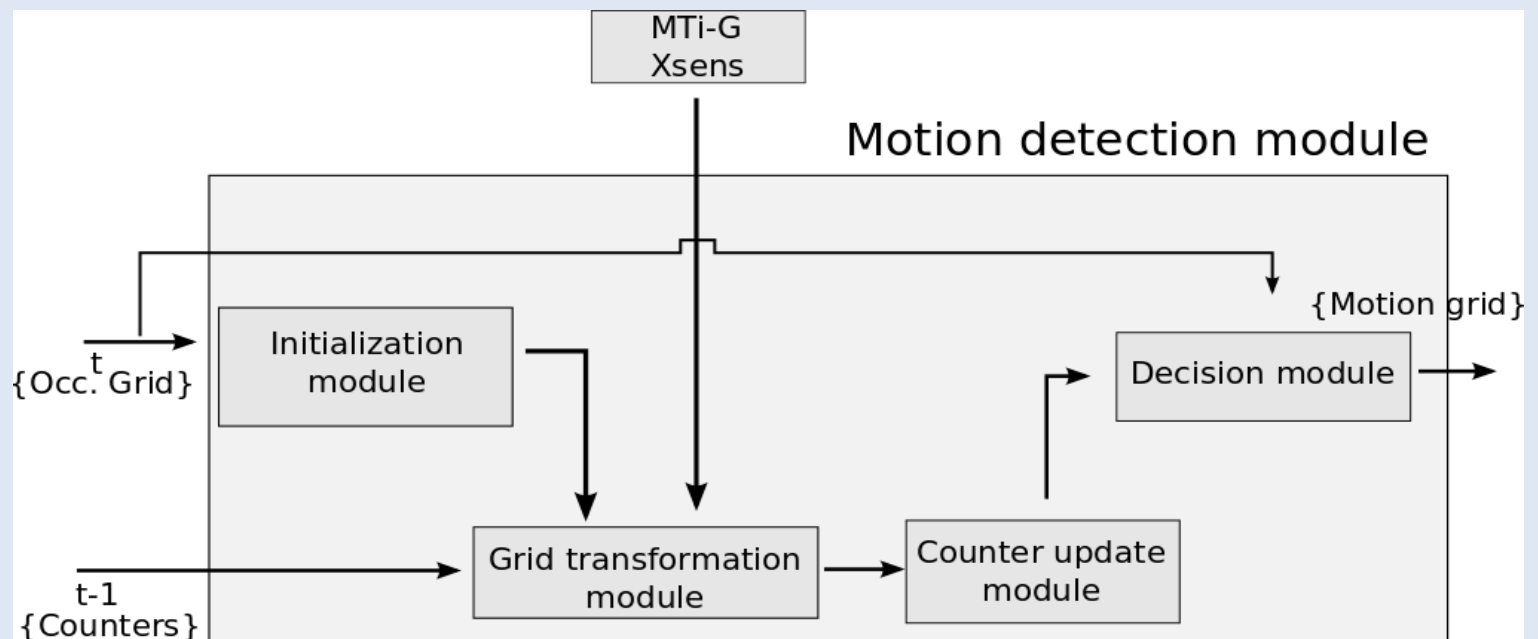 MTi-G
Xsens
Motion detection module
{Motion grid}
Initialization
module
t
{Occ. Grid}
Decision module
Grid transformation
module
Counter update
module
t-1
{Counters}